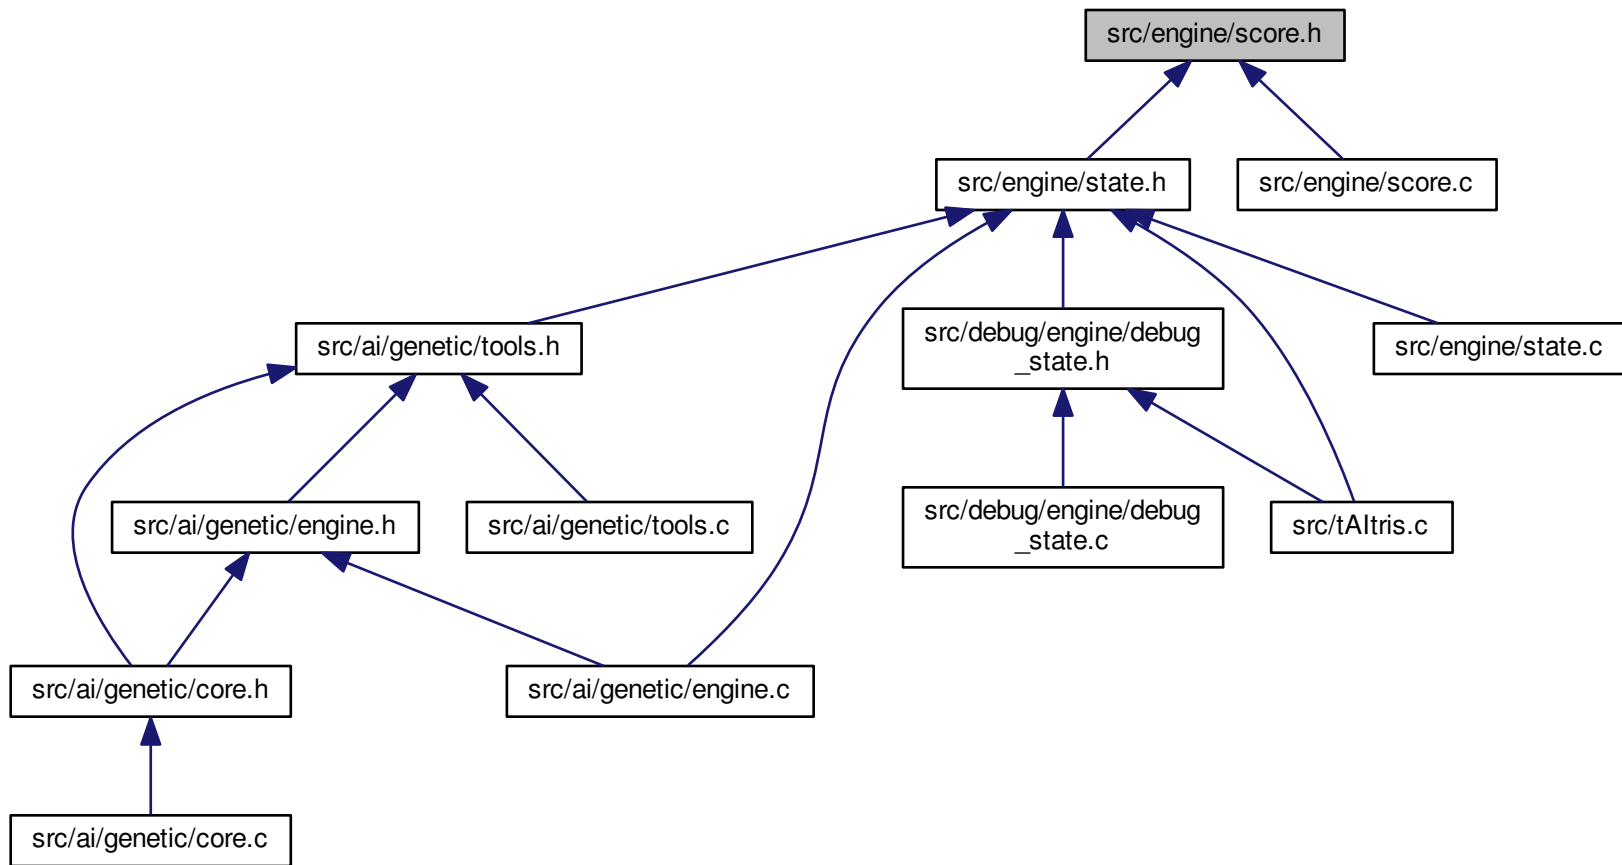 src/engine/score.h
src/engine/state.h
src/engine/score.c
src/ai/genetic/tools.h
src/debug/engine/debug
_state.h
src/engine/state.c
src/ai/genetic/engine.h
src/ai/genetic/tools.c
src/debug/engine/debug
_state.c
src/tAItris.c
src/ai/genetic/core.h
src/ai/genetic/engine.c
src/ai/genetic/core.c